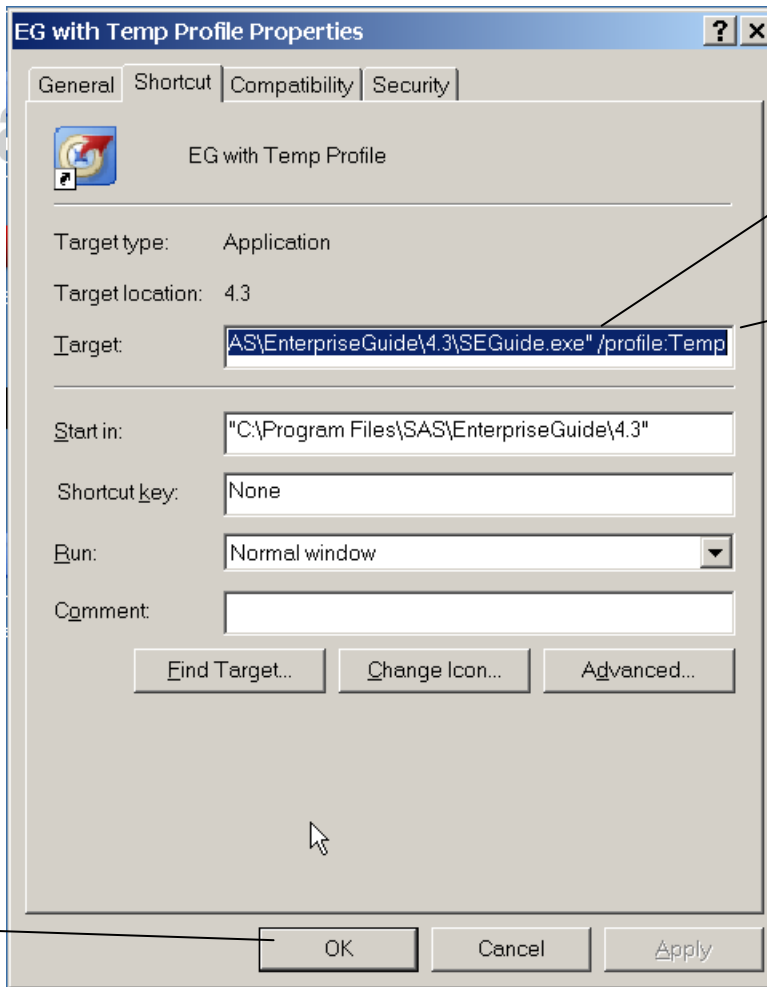 EG with Temp Profile Properties
General Shortcut Compatibility Security
EG with Temp Profile
Target type: Application
Target location: 4.3
Target: AS\EnterpriseGuide\4.3\SEGuide.exe" /profile:Temp
Start in: "C:\Program Files\SAS\EnterpriseGuide\4.3"
Shortcut key: None
Run: Normal window
Comment:
Find Target... Change Icon... Advanced...
OK Cancel Apply